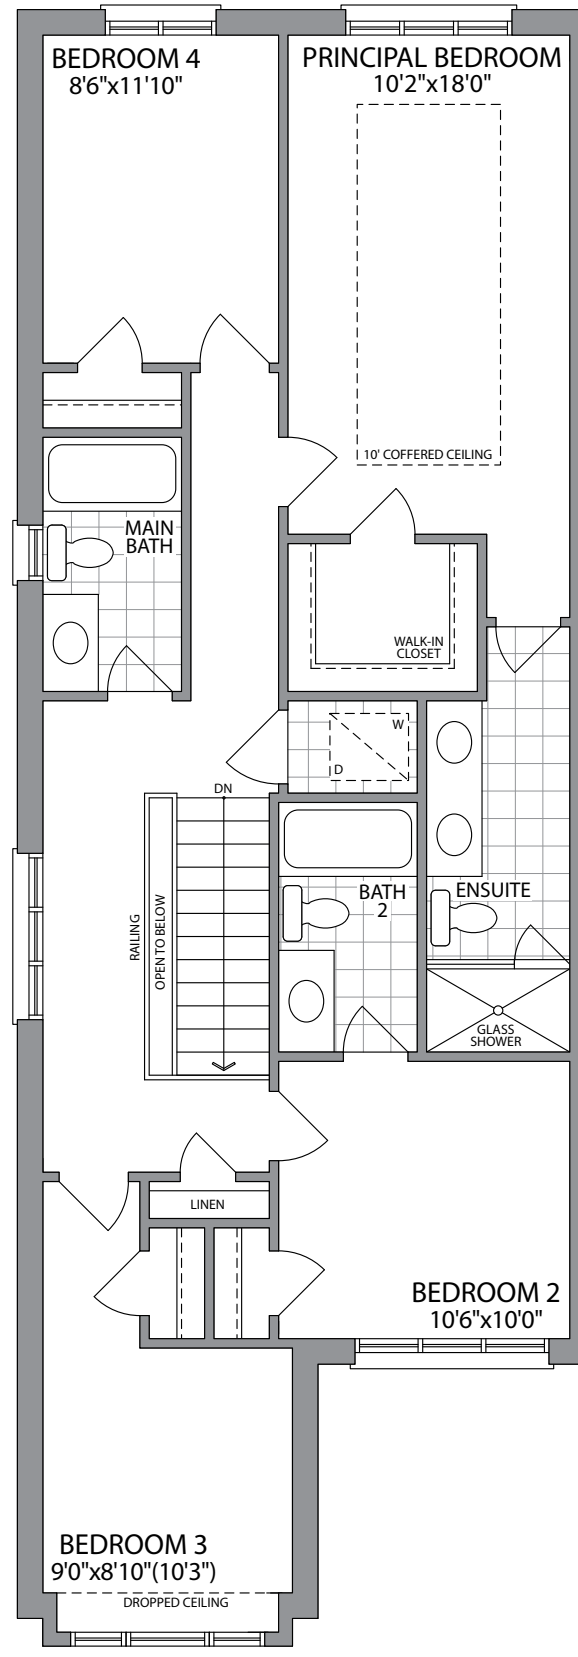 BEDROOM 4
8'6"x11'10"
PRINCIPAL BEDROOM
10'2"x18'0"
10' COFFERED CEILING
MAIN
BATH
WALK-IN
CLOSET
W
D
DN
RAILING
OPEN TO BELOW
BATH
2
ENSUITE
GLASS
SHOWER
LINEN
BEDROOM 2
10'6"x10'0"
BEDROOM 3
9'0"x8'10"(10'3")
DROPPED CEILING